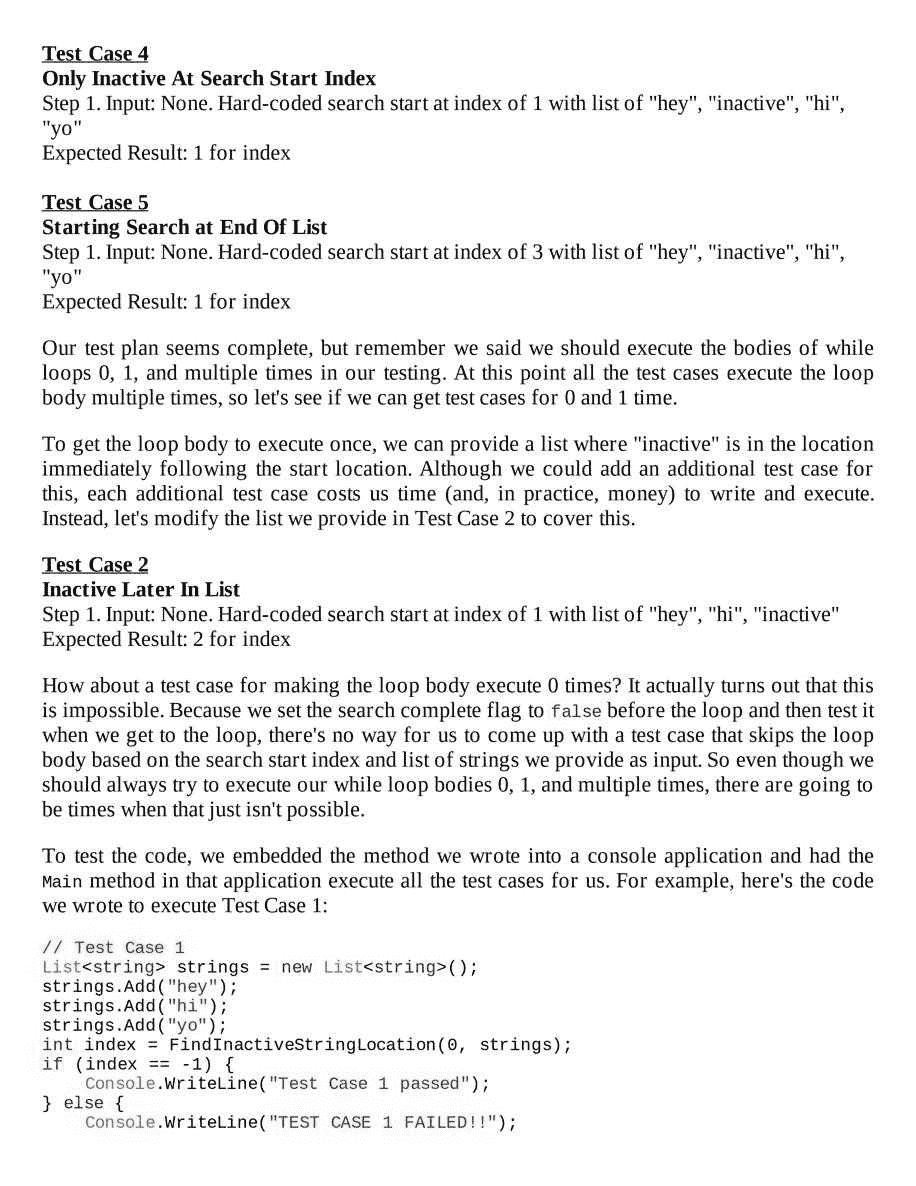 Test Case 4
Only Inactive At Search Start Index
Step 1. Input: None. Hard-coded search start at index of 1 with list of "hey", "inactive", "hi",
"yo"
Expected Result: 1 for index
Test Case 5
Starting Search at End Of List
Step 1. Input: None. Hard-coded search start at index of 3 with list of "hey", "inactive", "hi",
"yo"
Expected Result: 1 for index
Our test plan seems complete, but remember we said we should execute the bodies of while
loops 0, 1, and multiple times in our testing. At this point all the test cases execute the loop
body multiple times, so let's see if we can get test cases for 0 and 1 time.
To get the loop body to execute once, we can provide a list where "inactive" is in the location
immediately following the start location. Although we could add an additional test case for
this, each additional test case costs us time (and, in practice, money) to write and execute.
Instead, let's modify the list we provide in Test Case 2 to cover this.
Test Case 2
Inactive Later In List
Step 1. Input: None. Hard-coded search start at index of 1 with list of "hey", "hi", "inactive"
Expected Result: 2 for index
How about a test case for making the loop body execute 0 times? It actually turns out that this
is impossible. Because we set the search complete flag to false before the loop and then test it
when we get to the loop, there's no way for us to come up with a test case that skips the loop
body based on the search start index and list of strings we provide as input. So even though we
should always try to execute our while loop bodies 0, 1, and multiple times, there are going to
be times when that just isn't possible.
To test the code, we embedded the method we wrote into a console application and had the
Main method in that application execute all the test cases for us. For example, here's the code
we wrote to execute Test Case 1:
// Test Case 1
List<string> strings = new List<string>();
strings.Add("hey");
strings.Add("hi");
strings.Add("yo");
int index = FindInactiveStringLocation(0, strings);
if (index == -1) {
    Console.WriteLine("Test Case 1 passed");
} else {
    Console.WriteLine("TEST CASE 1 FAILED!!");